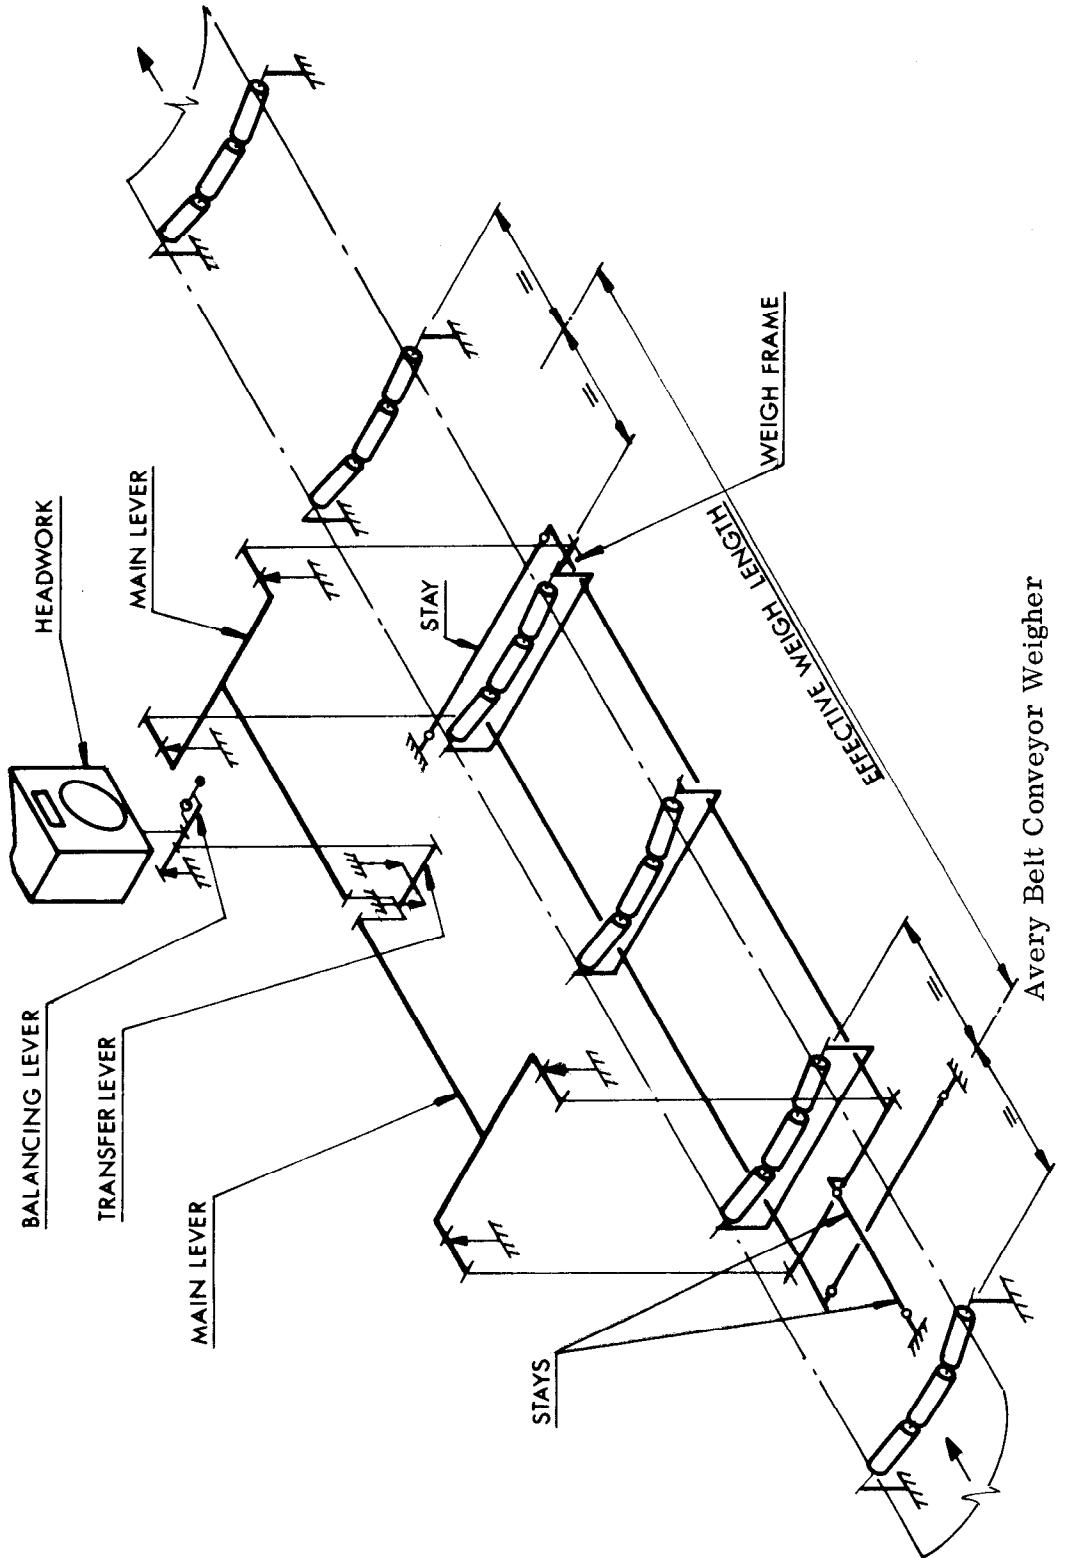 HEADWORK
MAIN LEVER
BALANCING LEVER
TRANSFER LEVER
MAIN LEVER
STAY
STAYS
WEIGH FRAME
EFFECTIVE WEIGH LENGTH
=
=
=
=
Avery Belt Conveyor Weigher